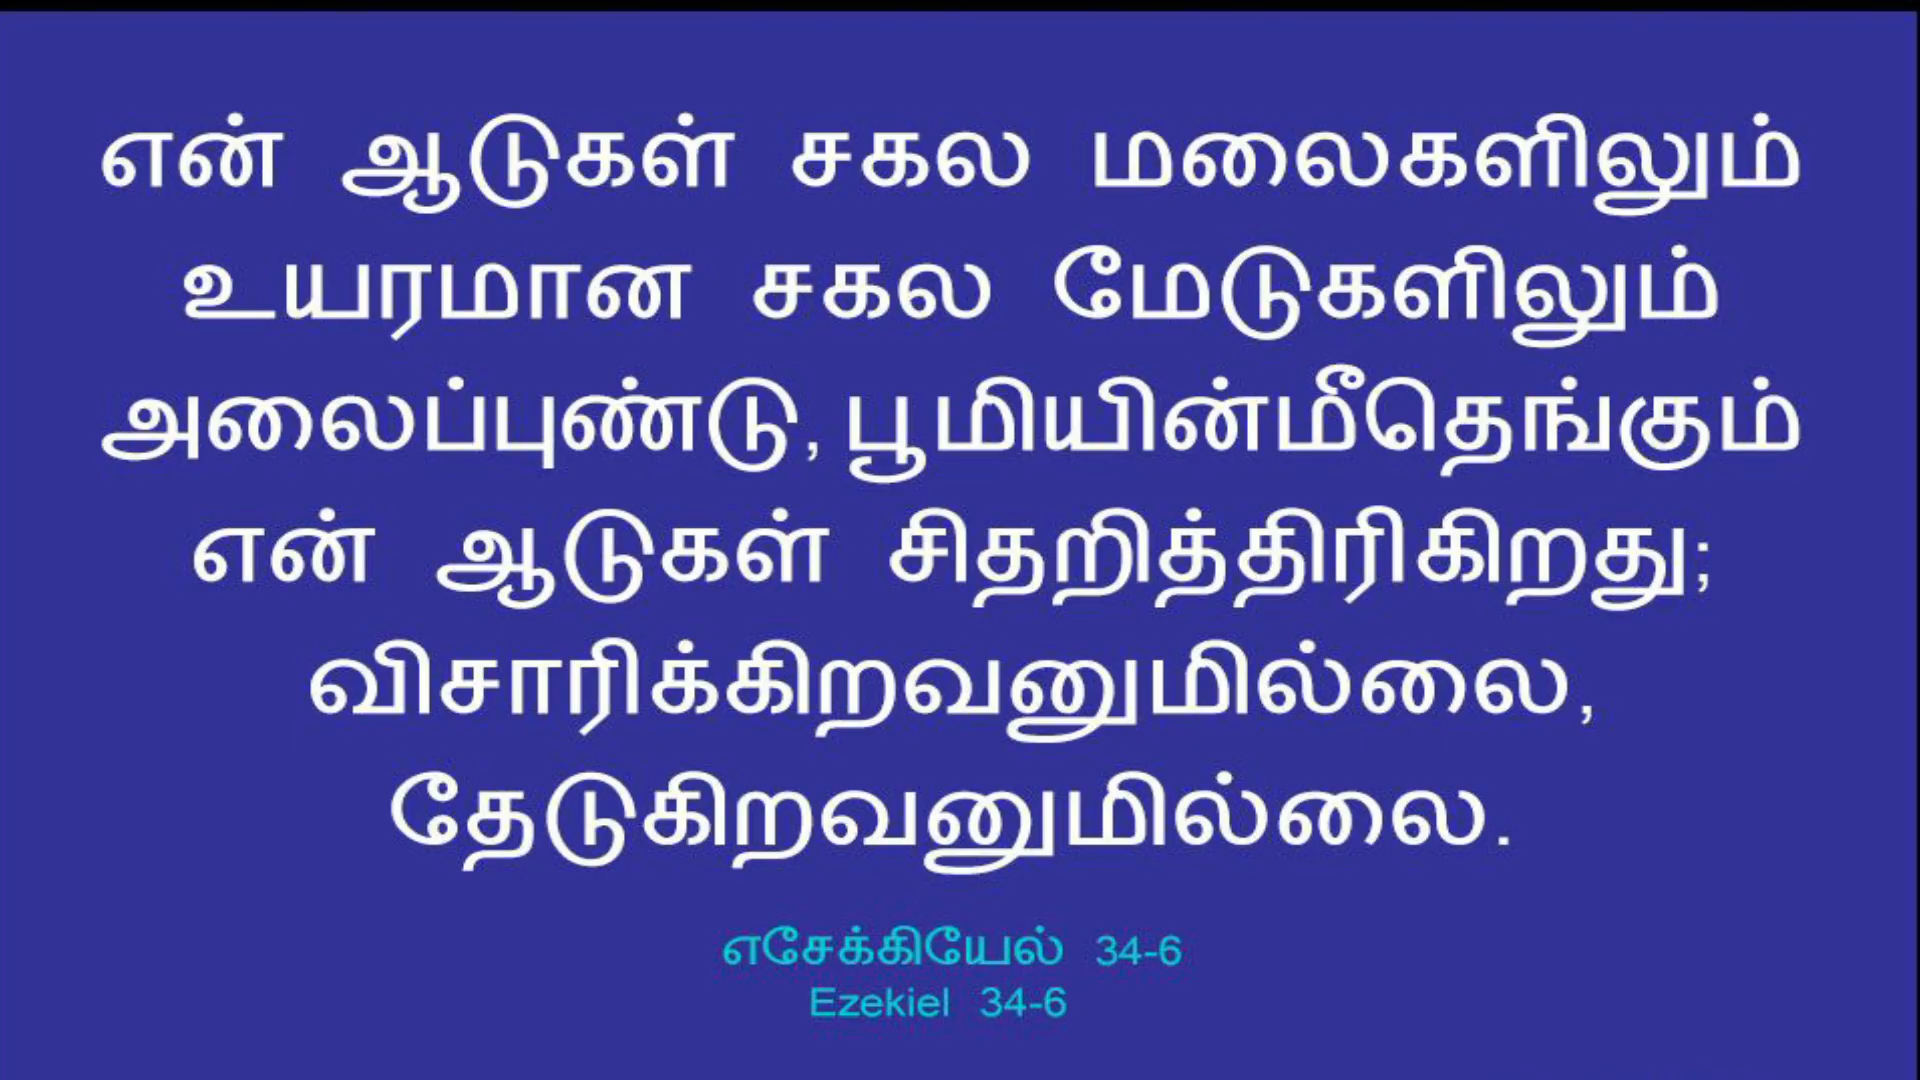 என் ஆடுகள் சகல மலைகளிலும்
உயரமான சகல மேடுகளிலும்
அலைப்புண்டு, பூமியின்மீதெங்கும்
என் ஆடுகள் சிதறித்திரிகிறது;
விசாரிக்கிறவனுமில்லை,
தேடுகிறவனுமில்லை.
எசேக்கியேல் 34-6
Ezekiel 34-6